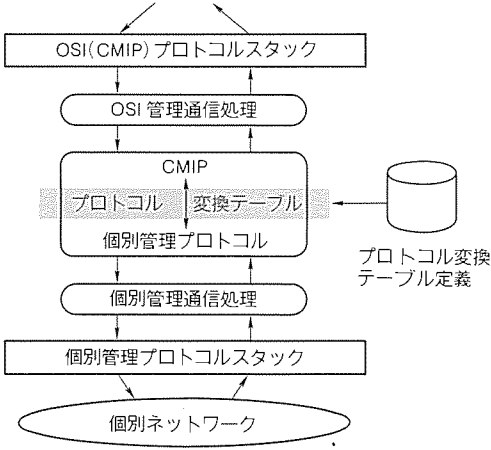 OSI(CMIP)プロトコルスタック
OSI 管理通信処理
CMIP
プロトコル 変換テーブル
個別管理プロトコル
プロトコル変換
テーブル定義
個別管理通信処理
個別管理プロトコルスタック
個別ネットワーク